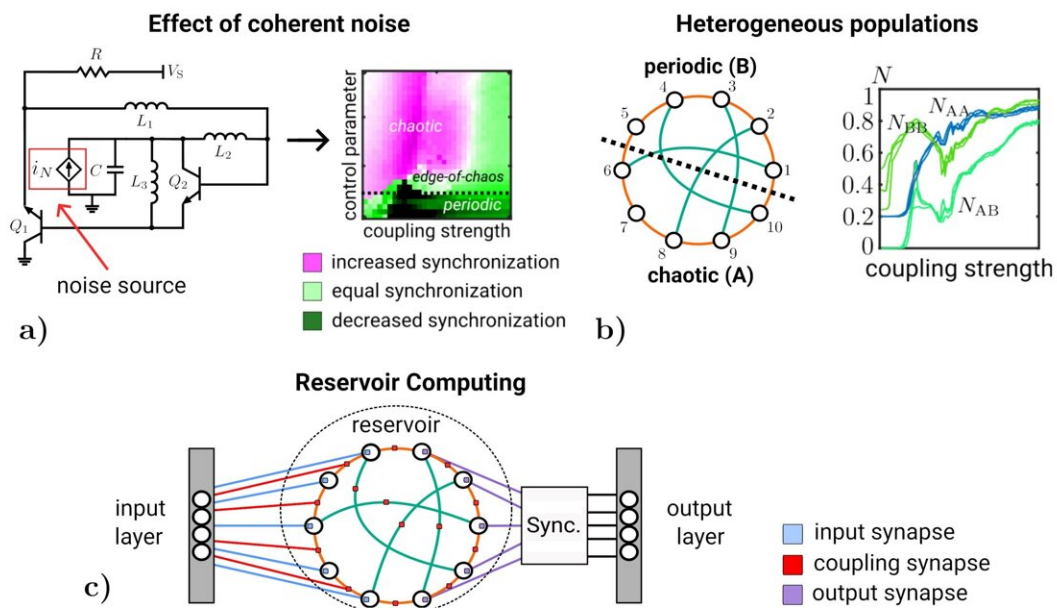 Effect of coherent noise
R
V_S
L_1
L_2
i_N
C
L_3
Q_2
Q_1
noise source
a)
control parameter
chaotic
edge-of-chaos
periodic
coupling strength
increased synchronization
equal synchronization
decreased synchronization
Heterogeneous populations
periodic (B)
4
3
5
2
6
1
7
10
8
9
chaotic (A)
b)
N
1
0.8
0.6
0.4
0.2
0
N_BB
N_AA
N_AB
coupling strength
Reservoir Computing
reservoir
input
layer
Sync.
output
layer
c)
input synapse
coupling synapse
output synapse